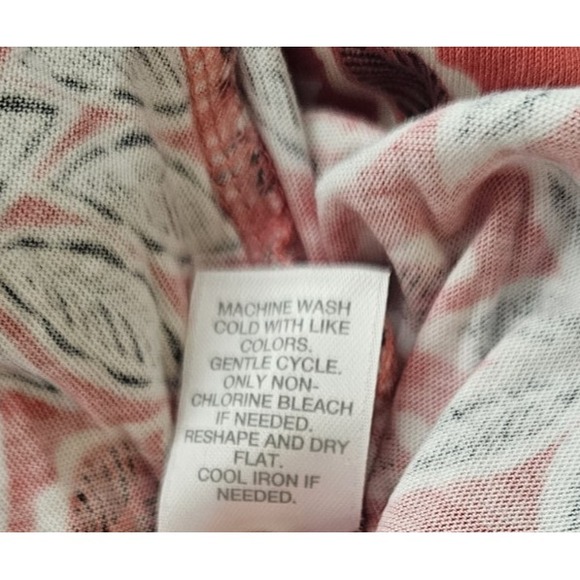 MACHINE WASH
COLD WITH LIKE
COLORS.
GENTLE CYCLE.
ONLY NON-
CHLORINE BLEACH
IF NEEDED.
RESHAPE AND DRY
FLAT.
COOL IRON IF
NEEDED.